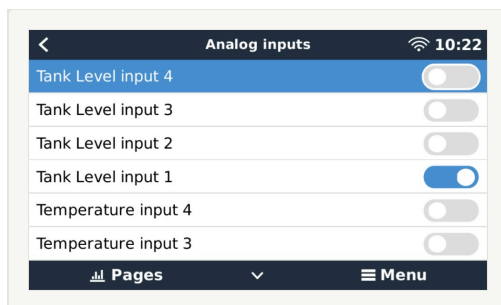 Analog inputs 10:22
Tank Level input 4
Tank Level input 3
Tank Level input 2
Tank Level input 1
Temperature input 4
Temperature input 3
Pages Menu